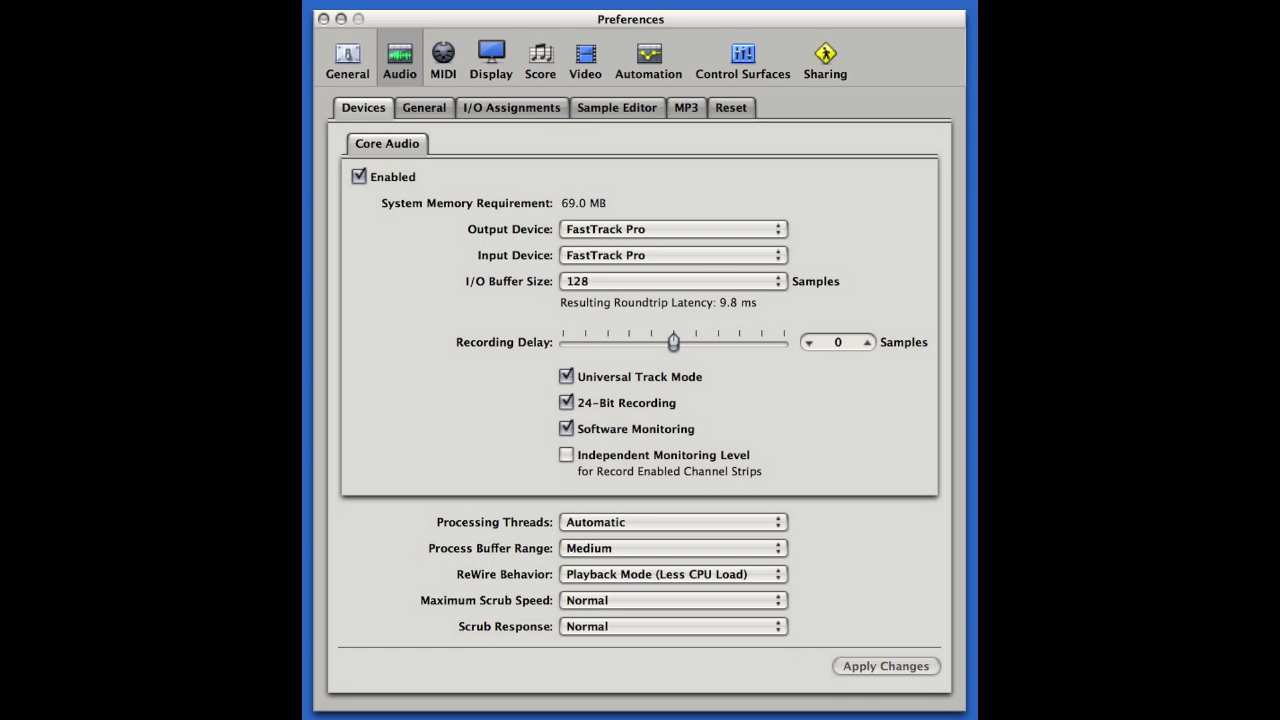 Preferences
General Audio MIDI Display Score Video Automation Control Surfaces Sharing
Devices General I/O Assignments Sample Editor MP3 Reset
Core Audio
Enabled
System Memory Requirement: 69.0 MB
Output Device: FastTrack Pro
Input Device: FastTrack Pro
I/O Buffer Size: 128 Samples
Resulting Roundtrip Latency: 9.8 ms
Recording Delay: 0 Samples
Universal Track Mode
24-Bit Recording
Software Monitoring
Independent Monitoring Level
for Record Enabled Channel Strips
Processing Threads: Automatic
Process Buffer Range: Medium
ReWire Behavior: Playback Mode (Less CPU Load)
Maximum Scrub Speed: Normal
Scrub Response: Normal
Apply Changes